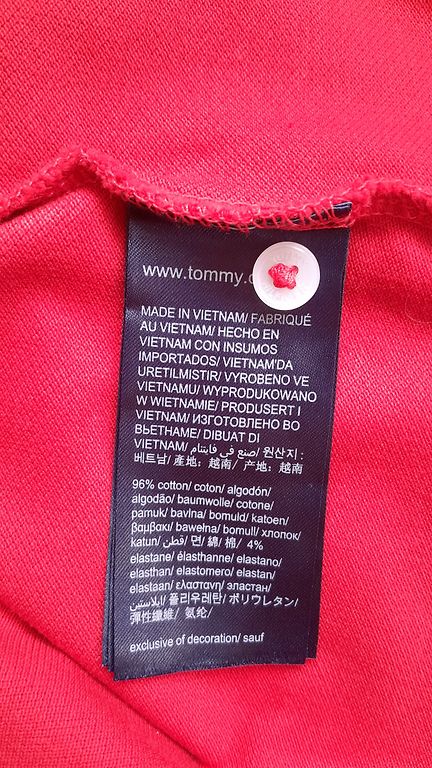 www.tommy.
MADE IN VIETNAM/ FABRIQUÉ
AU VIETNAM/ HECHO EN
VIETNAM CON INSUMOS
IMPORTADOS/ VIETNAM'DA
URETILMISTIR/ VYROBENO VE
VIETNAMU/ WYPRODUKOWANO
W WIETNAMIE/ PRODUSERT I
VIETNAM/ ИЗГОТОВЛЕНО ВО
ВЬЕТНАМЕ/ DIBUAT DI
VIETNAM/ صنع في فايتنام/ 원산지 :
베트남/ 產地：越南/ 产地：越南
96% cotton/ coton/ algodón/
algodão/ baumwolle/ cotone/
pamuk/ bavlna/ bomuld/ katoen/
βαμβακι/ bawełna/ bomull/ хлопок/
katun/ قطن/ 면/ 綿/ 棉/ 4%
elastane/ élasthanne/ elastano/
elasthan/ elastomero/ elastan/
elastaan/ ελαστανη/ эластан/
ايلاستين/ 폴리우레탄/ ポリウレタン/
彈性纖維/ 氨纶/
exclusive of decoration/ sauf